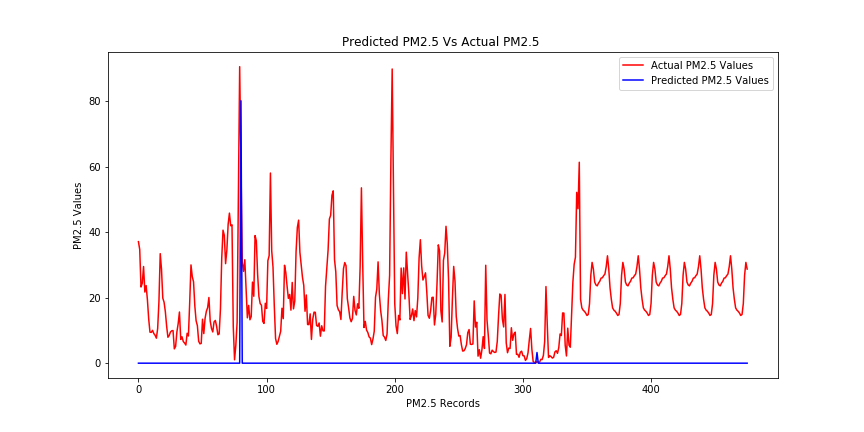 Predicted PM2.5 Vs Actual PM2.5
Actual PM2.5 Values
Predicted PM2.5 Values
PM2.5 Values
80
60
40
20
0
0 100 200 300 400
PM2.5 Records